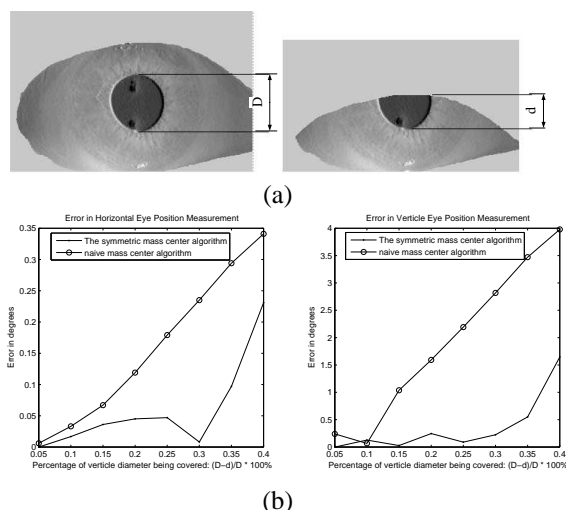 D
d
(a)
Error in Horizontal Eye Position Measurement
The symmetric mass center algorithm
naive mass center algorithm
0.35
0.3
0.25
0.2
0.15
0.1
0.05
0
Error in degrees
0.05 0.1 0.15 0.2 0.25 0.3 0.35 0.4
Percentage of verticle diameter being covered: (D−d)/D * 100%
Error in Verticle Eye Position Measurement
The symmetric mass center algorithm
naive mass center algorithm
4
3.5
3
2.5
2
1.5
1
0.5
0
Error in degrees
0.05 0.1 0.15 0.2 0.25 0.3 0.35 0.4
Percentage of verticle diameter being covered: (D−d)/D * 100%
(b)